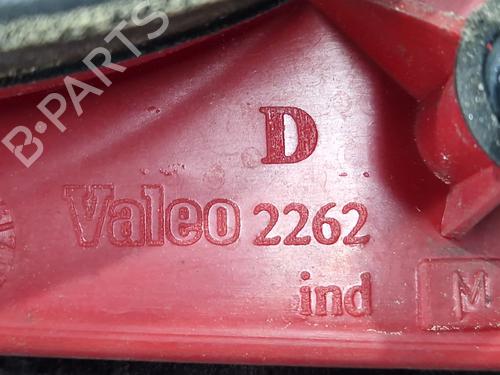 B-PARTS
D
Valeo 2262
ind M